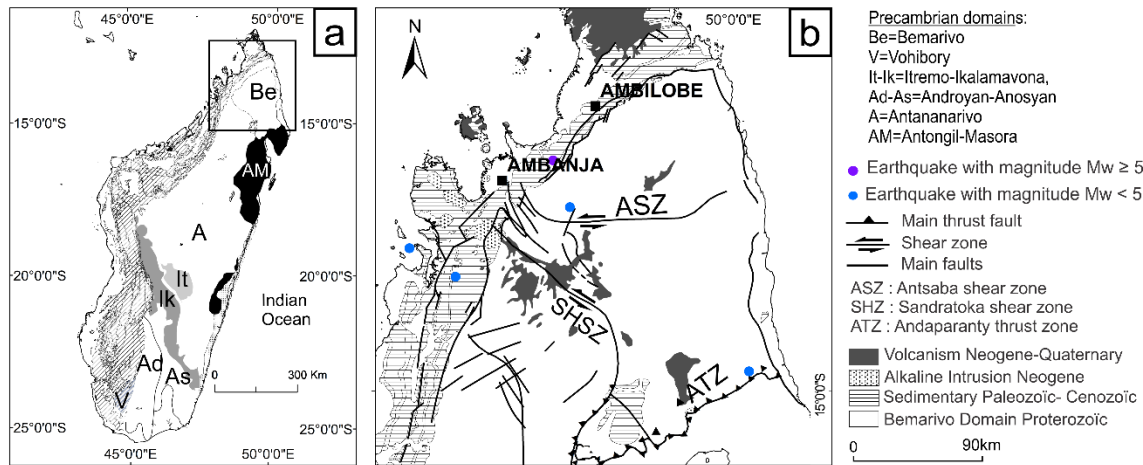 45°00'0"E
50°00'0"E
a
Be
15°0'0"S
15°0'0"S
AM
A
20°0'0"S
20°0'0"S
It
Ik
Indian
Ocean
Ad
As
V
0 300 Km
25°0'0"S
25°0'0"S
45°00'0"E
50°00'0"E
50°00'0"E
b
N
AMBILOBE
AMBANJA
ASZ
SHSZ
ATZ
15°00'0"S
Precambrian domains:
Be=Bemarivo
V=Vohibory
It-Ik=Itremo-Ikalamavona,
Ad-As=Androyan-Anosyan
A=Antananarivo
AM=Antongil-Masora
Earthquake with magnitude Mw ≥ 5
Earthquake with magnitude Mw < 5
Main thrust fault
Shear zone
Main faults
ASZ : Antsaba shear zone
SHZ : Sandratoka shear zone
ATZ : Andaparanty thrust zone
Volcanism Neogene-Quaternary
Alkaline Intrusion Neogene
Sedimentary Paleozoïc- Cenozoïc
Bemarivo Domain Proterozoïc
0 90km